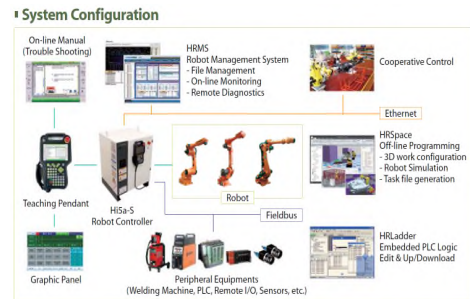 System Configuration
On-line Manual
(Trouble Shooting)
HRMS
Robot Management System
- File Management
- On-line Monitoring
- Remote Diagnostics
Cooperative Control
Ethernet
HRSpace
Off-line Programming
- 3D work configuration
- Robot Simulation
- Task file generation
Teaching Pendant
Hi5a-S
Robot Controller
Robot
Fieldbus
HRLadder
Embedded PLC Logic
Edit & Up/Download
Graphic Panel
Peripheral Equipments
(Welding Machine, PLC, Remote I/O, Sensors, etc.)